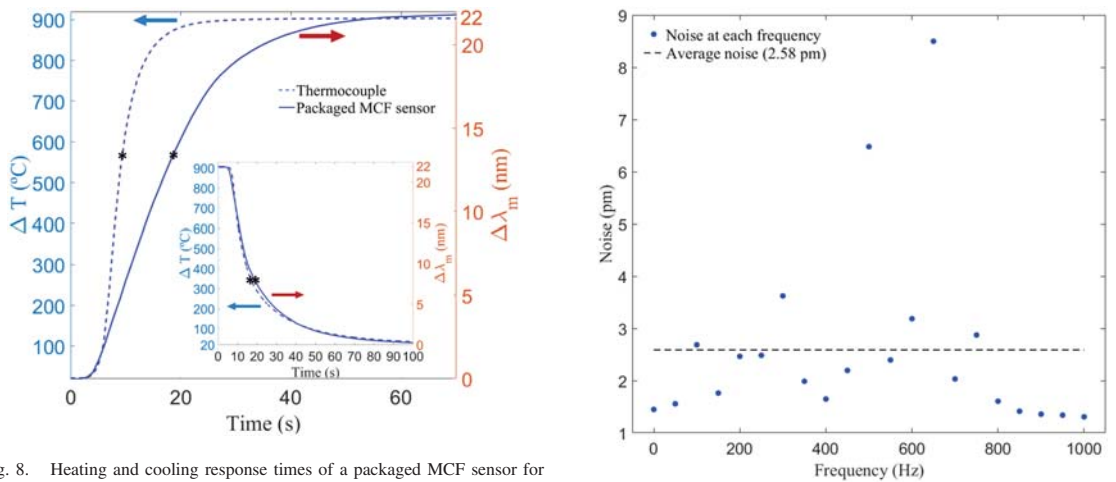 900
800
700
600
500
400
300
200
100
Δ T (ºC)
22
20
15
10
5
0
Δλm (nm)
Thermocouple
Packaged MCF sensor
0
20
40
60
Time (s)
900
800
700
600
500
400
300
200
100
20
Δ T (ºC)
22
20
15
10
5
0
Δλm (nm)
0 10 20 30 40 50 60 70 80 90 100
Time (s)
g. 8. Heating and cooling response times of a packaged MCF sensor for
9
8
7
6
5
4
3
2
1
Noise (pm)
Noise at each frequency
Average noise (2.58 pm)
0 200 400 600 800 1000
Frequency (Hz)